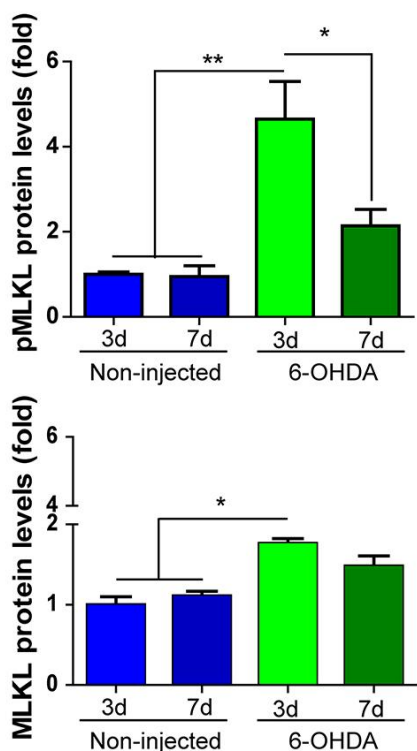 pMLKL protein levels (fold)
6
4
2
0
**
*
3d 7d 3d 7d
Non-injected 6-OHDA
MLKL protein levels (fold)
6
4
2
1
0
*
3d 7d 3d 7d
Non-injected 6-OHDA